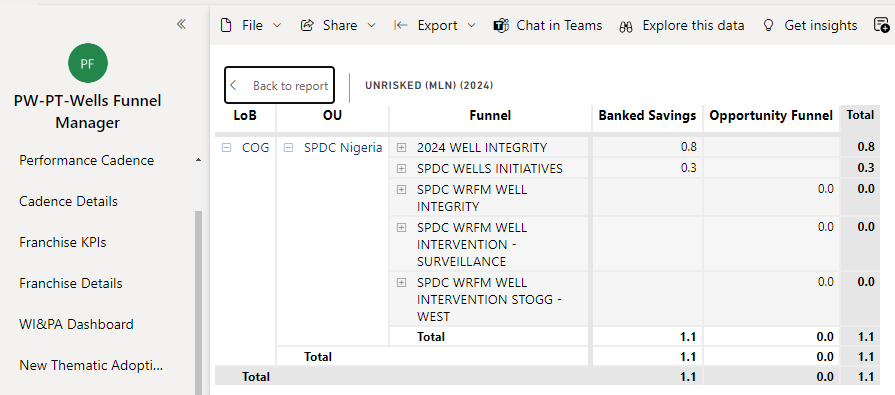 File
Share
Export
Chat in Teams
Explore this data
Get insights
PF
PW-PT-Wells Funnel
Manager
Performance Cadence
Cadence Details
Franchise KPIs
Franchise Details
WI&PA Dashboard
New Thematic Adopti...
Back to report
UNRISKED (MLN) (2024)
LoB OU Funnel Banked Savings Opportunity Funnel Total
COG SPDC Nigeria 2024 WELL INTEGRITY 0.8 0.8
SPDC WELLS INITIATIVES 0.3 0.3
SPDC WRFM WELL 0.0 0.0
INTEGRITY
SPDC WRFM WELL 0.0 0.0
INTERVENTION -
SURVEILLANCE
SPDC WRFM WELL 0.0 0.0
INTERVENTION STOGG -
WEST
Total 1.1 0.0 1.1
Total 1.1 0.0 1.1
Total 1.1 0.0 1.1